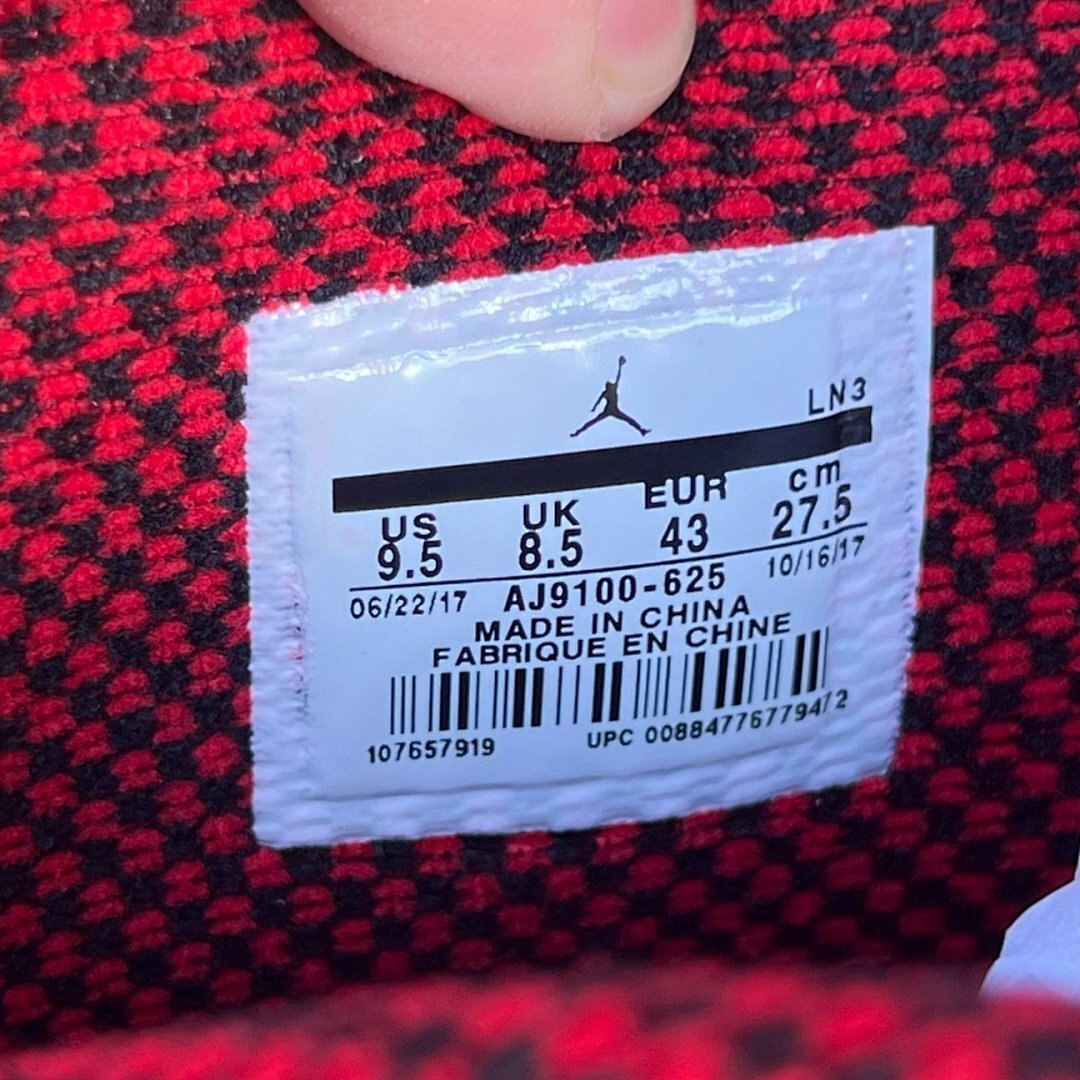 LN3
US UK EUR cm
9.5 8.5 43 27.5
06/22/17 AJ9100-625 10/16/17
MADE IN CHINA
FABRIQUE EN CHINE
107657919 UPC 00884776779472